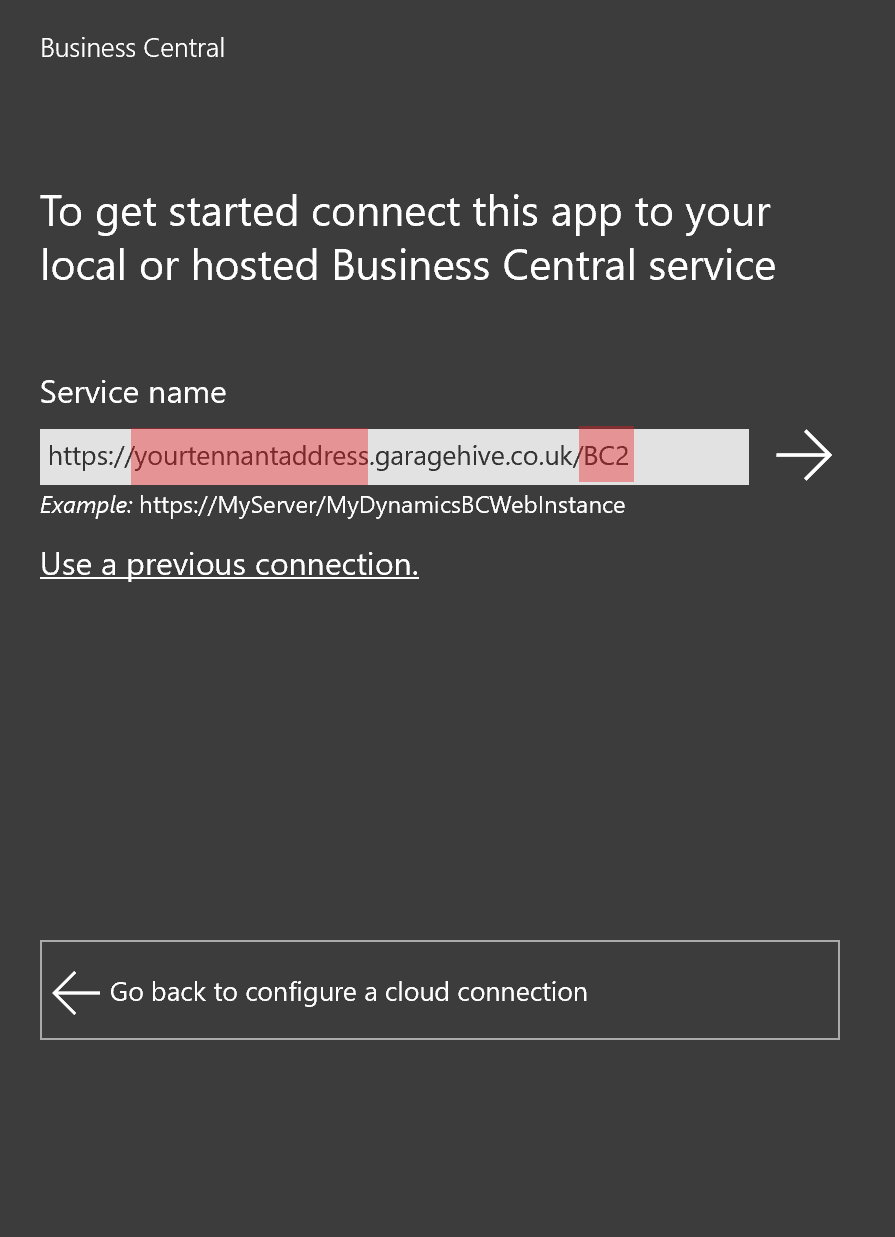 Business Central
To get started connect this app to your
local or hosted Business Central service
Service name
https://yourtennantaddress.garagehive.co.uk/BC2
Example: https://MyServer/MyDynamicsBCWebInstance
Use a previous connection.
Go back to configure a cloud connection